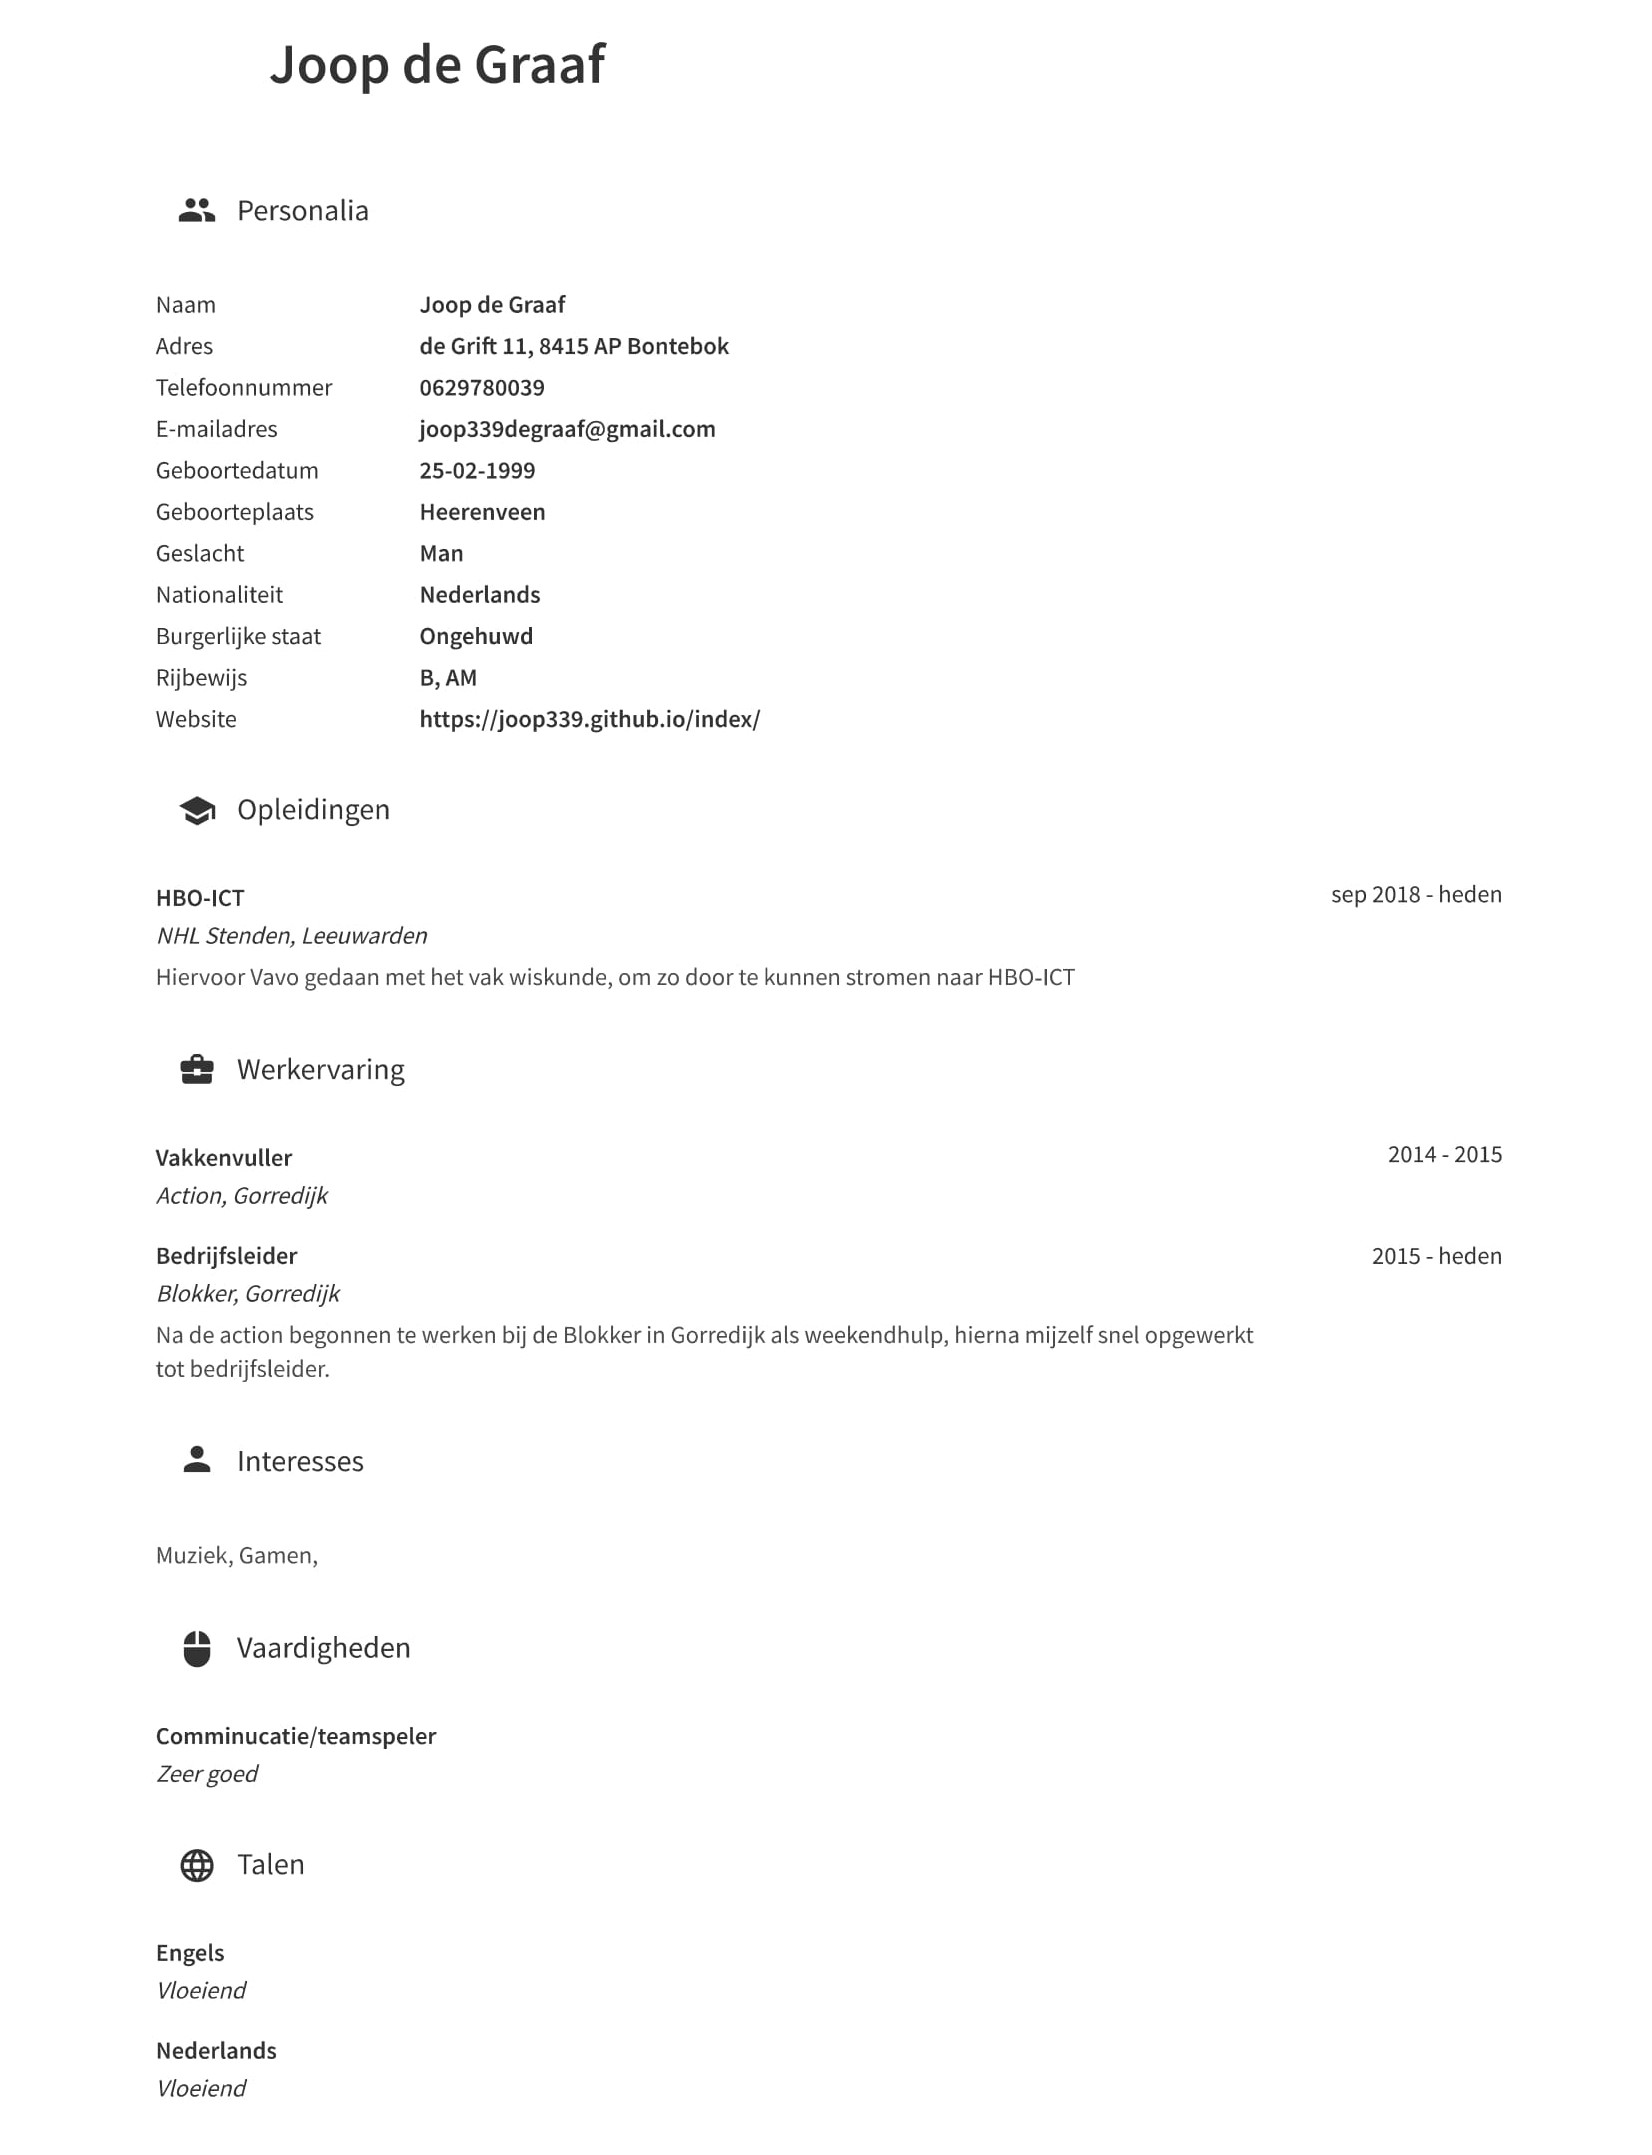 Joop de Graaf
Personalia
Naam Joop de Graaf
Adres de Grift 11, 8415 AP Bontebok
Telefoonnummer 0629780039
E-mailadres joop339degraaf@gmail.com
Geboortedatum 25-02-1999
Geboorteplaats Heerenveen
Geslacht Man
Nationaliteit Nederlands
Burgerlijke staat Ongehuwd
Rijbewijs B, AM
Website https://joop339.github.io/index/
Opleidingen
HBO-ICT sep 2018 - heden
NHL Stenden, Leeuwarden
Hiervoor Vavo gedaan met het vak wiskunde, om zo door te kunnen stromen naar HBO-ICT
Werkervaring
Vakkenvuller 2014 - 2015
Action, Gorredijk
Bedrijfsleider 2015 - heden
Blokker, Gorredijk
Na de action begonnen te werken bij de Blokker in Gorredijk als weekendhulp, hierna mijzelf snel opgewerkt
tot bedrijfsleider.
Interesses
Muziek, Gamen,
Vaardigheden
Comminucatie/teamspeler
Zeer goed
Talen
Engels
Vloeiend
Nederlands
Vloeiend